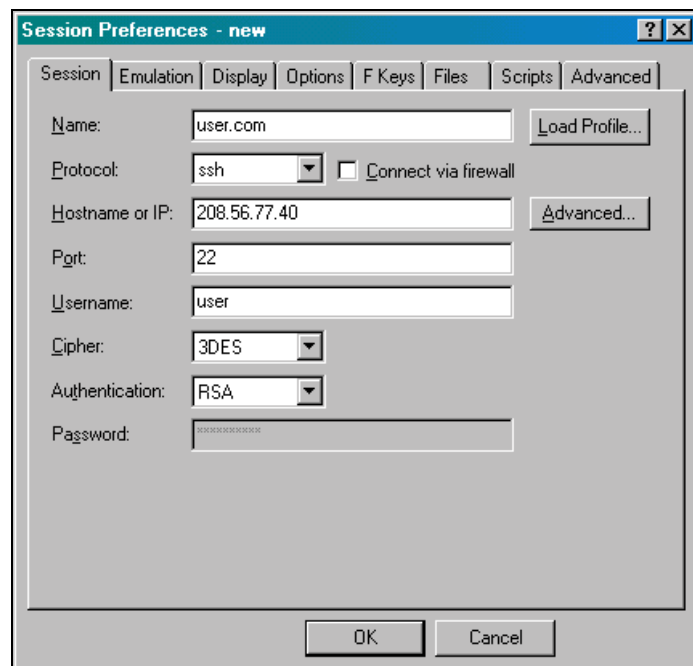 Session Preferences - new
Session Emulation Display Options F Keys Files Scripts Advanced
Name: user.com Load Profile...
Protocol: ssh Connect via firewall
Hostname or IP: 208.56.77.40 Advanced...
Port: 22
Username: user
Cipher: 3DES
Authentication: RSA
Password: **********
OK Cancel